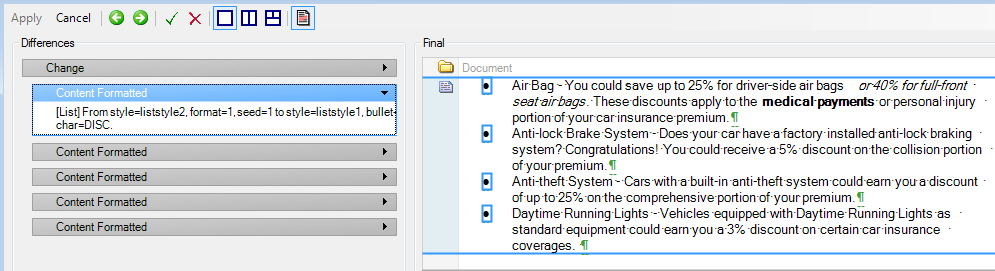 Apply Cancel
Differences
Change
Content Formatted
[List] From style=liststyle2, format=1, seed=1 to style=liststyle1, bullet-
char=DISC.
Content Formatted
Content Formatted
Content Formatted
Content Formatted
Final
Document
• Air Bag - You could save up to 25% for driver-side air bags or 40% for full-front
seat air bags. These discounts apply to the medical payments or personal injury
portion of your car insurance premium.¶
• Anti-lock Brake System - Does your car have a factory installed anti-lock braking
system? Congratulations! You could receive a 5% discount on the collision portion
of your premium.¶
• Anti-theft System - Cars with a built-in anti-theft system could earn you a discount
of up to 25% on the comprehensive portion of your premium.¶
• Daytime Running Lights - Vehicles equipped with Daytime Running Lights as
standard equipment could earn you a 3% discount on certain car insurance
coverages. ¶